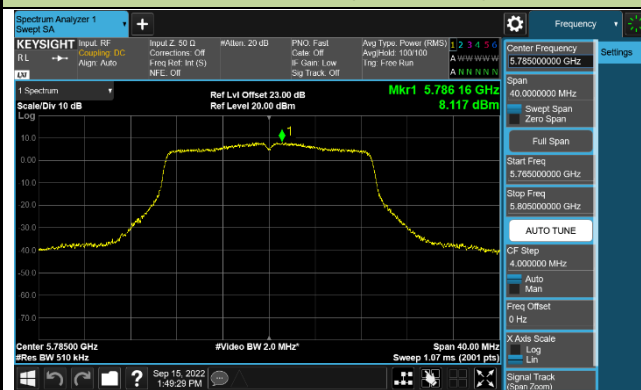 Spectrum Analyzer 1
Swept SA
+
Frequency
KEYSIGHT
RL
LXI
Input: RF
Coupling: DC
Align: Auto
Input Z: 50 Ω
Corrections: Off
Freq Ref: Int (S)
NFE: Off
#Atten: 20 dB
PNO: Fast
Gate: Off
IF Gain: Low
Sig Track: Off
Avg Type: Power (RMS)
Avg|Hold: 100/100
Trig: Free Run
1 2 3 4 5 6
A W W W W W
A N N N N N
1 Spectrum
Scale/Div 10 dB
Log
Ref Lvl Offset 23.00 dB
Ref Level 20.00 dBm
Mkr1 5.786 16 GHz
8.117 dBm
1
10.0
0.00
10.0
20.0
30.0
40.0
-50.0
-60.0
70.0
Center 5.78500 GHz
#Res BW 510 kHz
#Video BW 2.0 MHz*
Span 40.00 MHz
Sweep 1.07 ms (2001 pts)
Sep 15, 2022
1:49:29 PM
?
Center Frequency
5.785000000 GHz
Settings
Span
40.0000000 MHz
Swept Span
Zero Span
Full Span
Start Freq
5.765000000 GHz
Stop Freq
5.805000000 GHz
AUTO TUNE
CF Step
4.000000 MHz
Auto
Man
Freq Offset
0 Hz
X Axis Scale
Log
Lin
Signal Track
(Span Zoom)